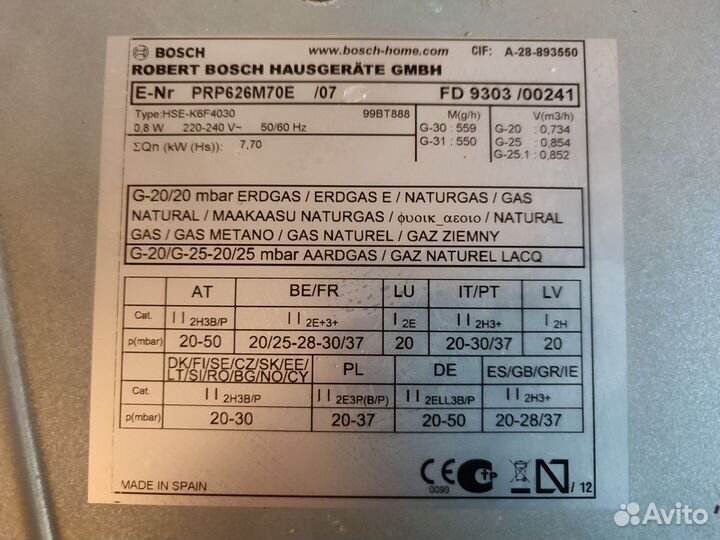 BOSCH www.bosch-home.com CIF: A-28-893550
ROBERT BOSCH HAUSGERÄTE GMBH
E-Nr PRP626M70E /07 FD 9303 /00241
Type:HSE-K6F4030 99BT888 M(g/h) V(m3/h)
0,8 W 220-240 V~ 50/60 Hz G-30 : 559 G-20 : 0,734
G-31 : 550 G-25 : 0,854
ΣQn (kW (Hs)): 7,70 G-25.1 : 0,852
G-20/20 mbar ERDGAS / ERDGAS E / NATURGAS / GAS
NATURAL / MAAKAASU NATURGAS / φυοικ_αεοιο / NATURAL
GAS / GAS METANO / GAS NATUREL / GAZ ZIEMNY
G-20/G-25-20/25 mbar AARDGAS / GAZ NATUREL LACQ
AT BE/FR LU IT/PT LV
Cat. II 2H3B/P II 2E+3+ I 2E II 2H3+ I 2H
p(mbar) 20-50 20/25-28-30/37 20 20-30/37 20
DK/FI/SE/CZ/SK/EE/
LT/SI/RO/BG/NO/CY PL DE ES/GB/GR/IE
Cat. II 2H3B/P II 2E3P(B/P) II 2ELL3B/P II 2H3+
p(mbar) 20-30 20-37 20-50 20-28/37
MADE IN SPAIN CE 0099 N / 12
Avito